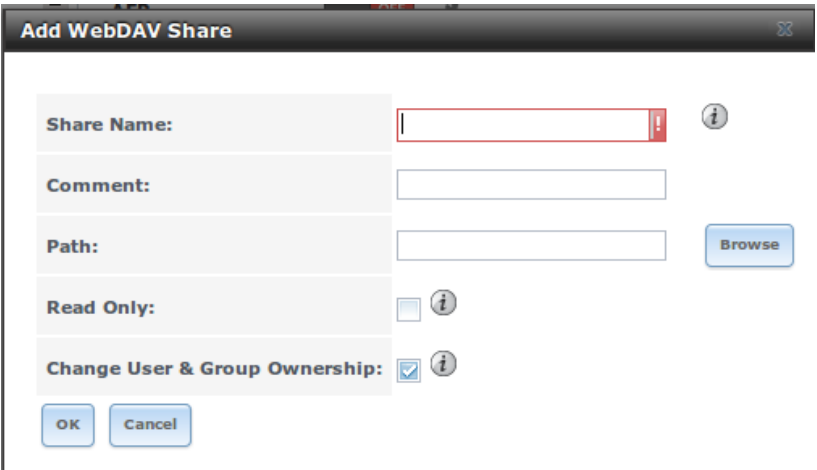 Add WebDAV Share
Share Name:
Comment:
Path:
Browse
Read Only:
Change User & Group Ownership:
OK Cancel